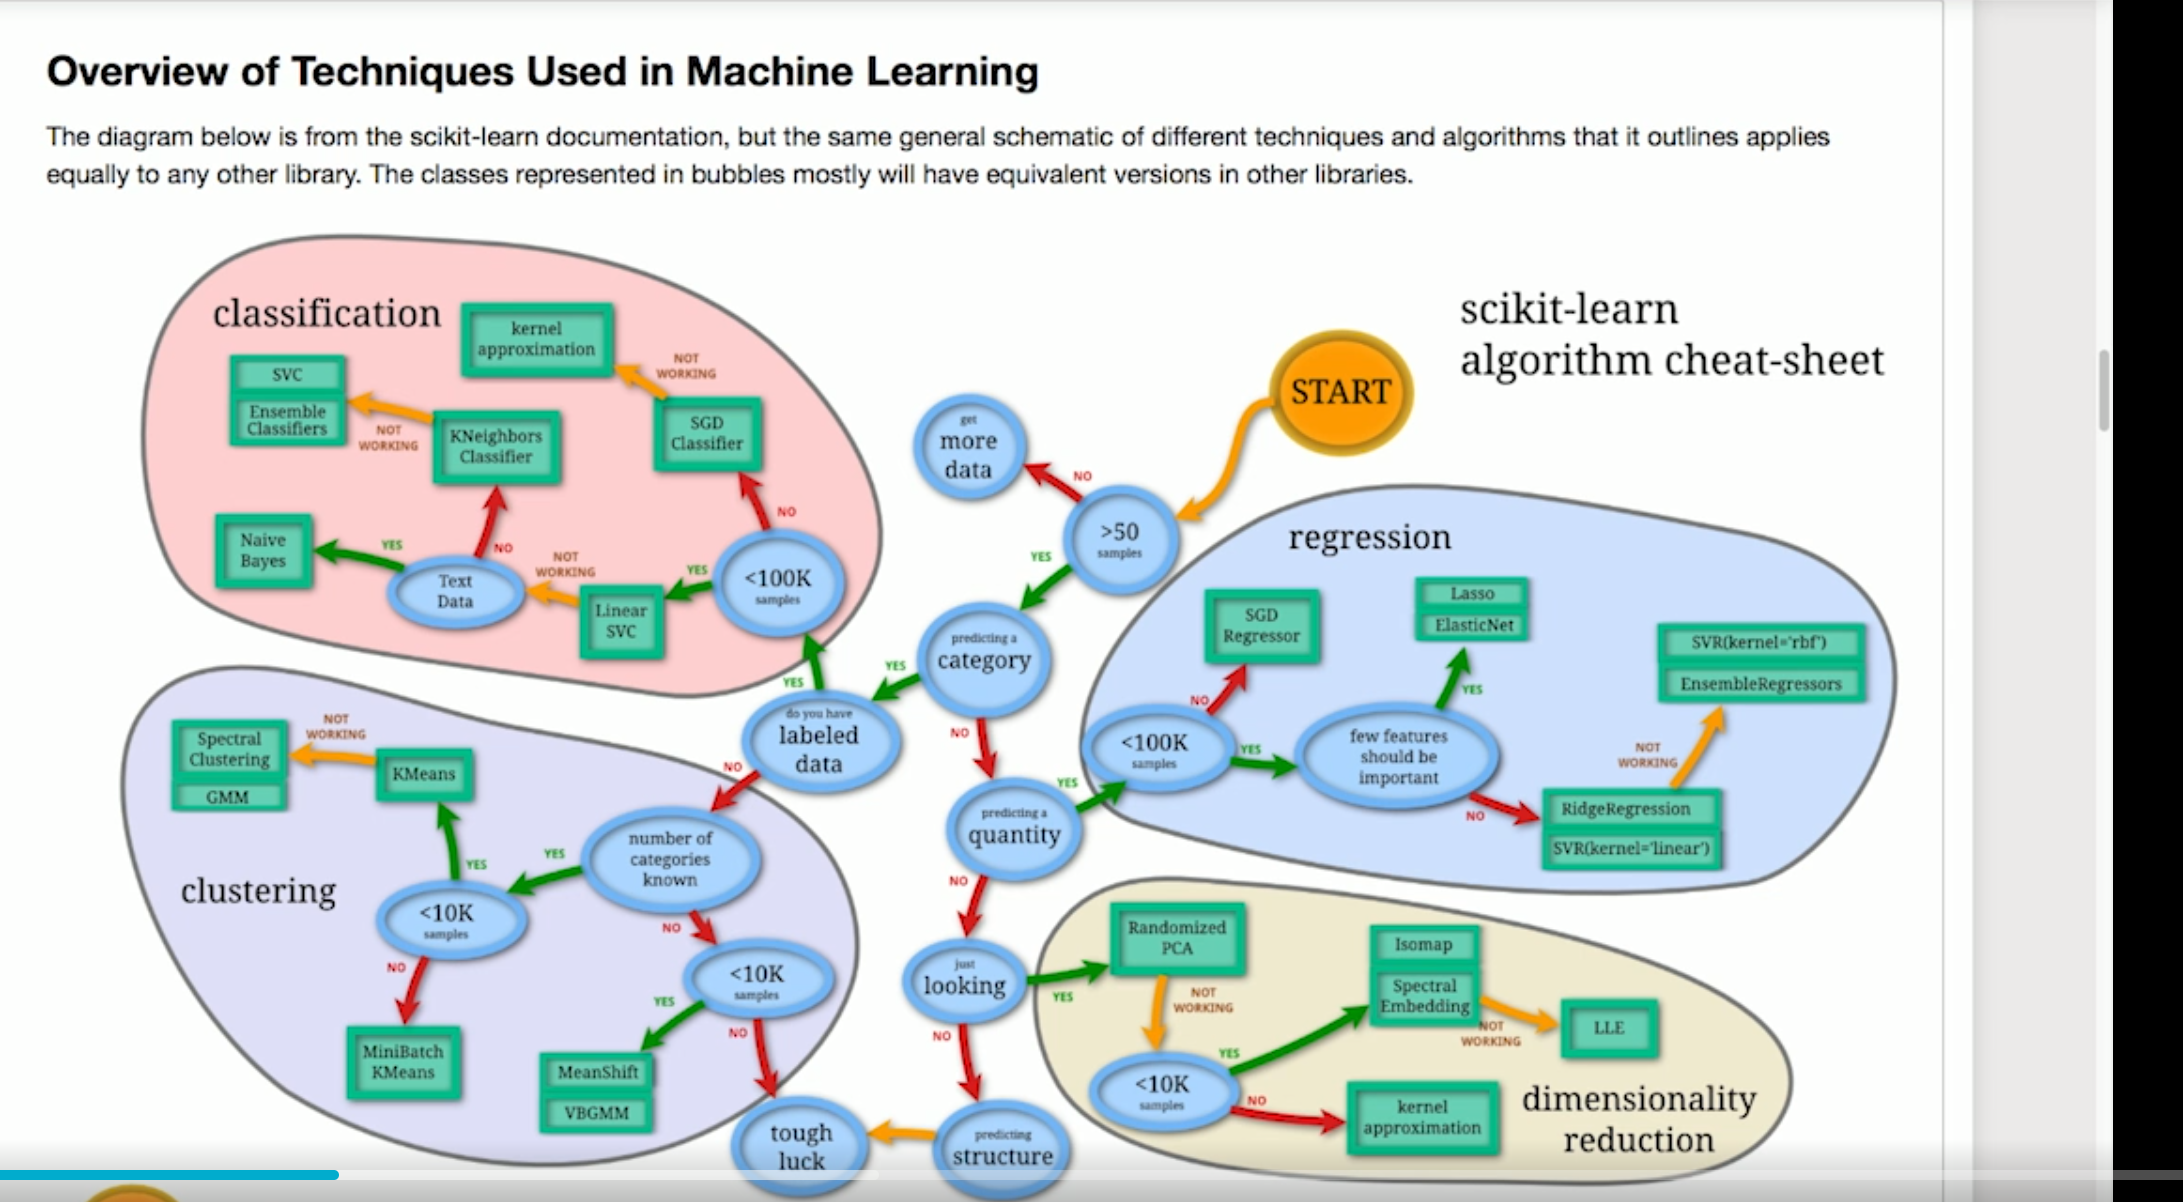 Overview of Techniques Used in Machine Learning
The diagram below is from the scikit-learn documentation, but the same general schematic of different techniques and algorithms that it outlines applies
equally to any other library. The classes represented in bubbles mostly will have equivalent versions in other libraries.
scikit-learn
algorithm cheat-sheet
START
>50
samples
NO
get
more
data
YES
predicting a
category
YES
do you have
labeled
data
YES
NO
NO
predicting a
quantity
YES
NO
just
looking
YES
NO
predicting
structure
tough
luck
classification
kernel
approximation
NOT
WORKING
SVC
Ensemble
Classifiers
NOT
WORKING
KNeighbors
Classifier
SGD
Classifier
NO
Naive
Bayes
YES
NO
Text
Data
NOT
WORKING
Linear
SVC
YES
<100K
samples
regression
SGD
Regressor
NO
<100K
samples
YES
Lasso
ElasticNet
YES
few features
should be
important
NO
SVR(kernel='rbf')
EnsembleRegressors
NOT
WORKING
RidgeRegression
SVR(kernel='linear')
clustering
Spectral
Clustering
GMM
NOT
WORKING
KMeans
YES
YES
number of
categories
known
<10K
samples
NO
NO
MiniBatch
KMeans
<10K
samples
YES
NO
MeanShift
VBGMM
dimensionality
reduction
Randomized
PCA
NOT
WORKING
<10K
samples
YES
NO
Isomap
Spectral
Embedding
NOT
WORKING
LLE
kernel
approximation